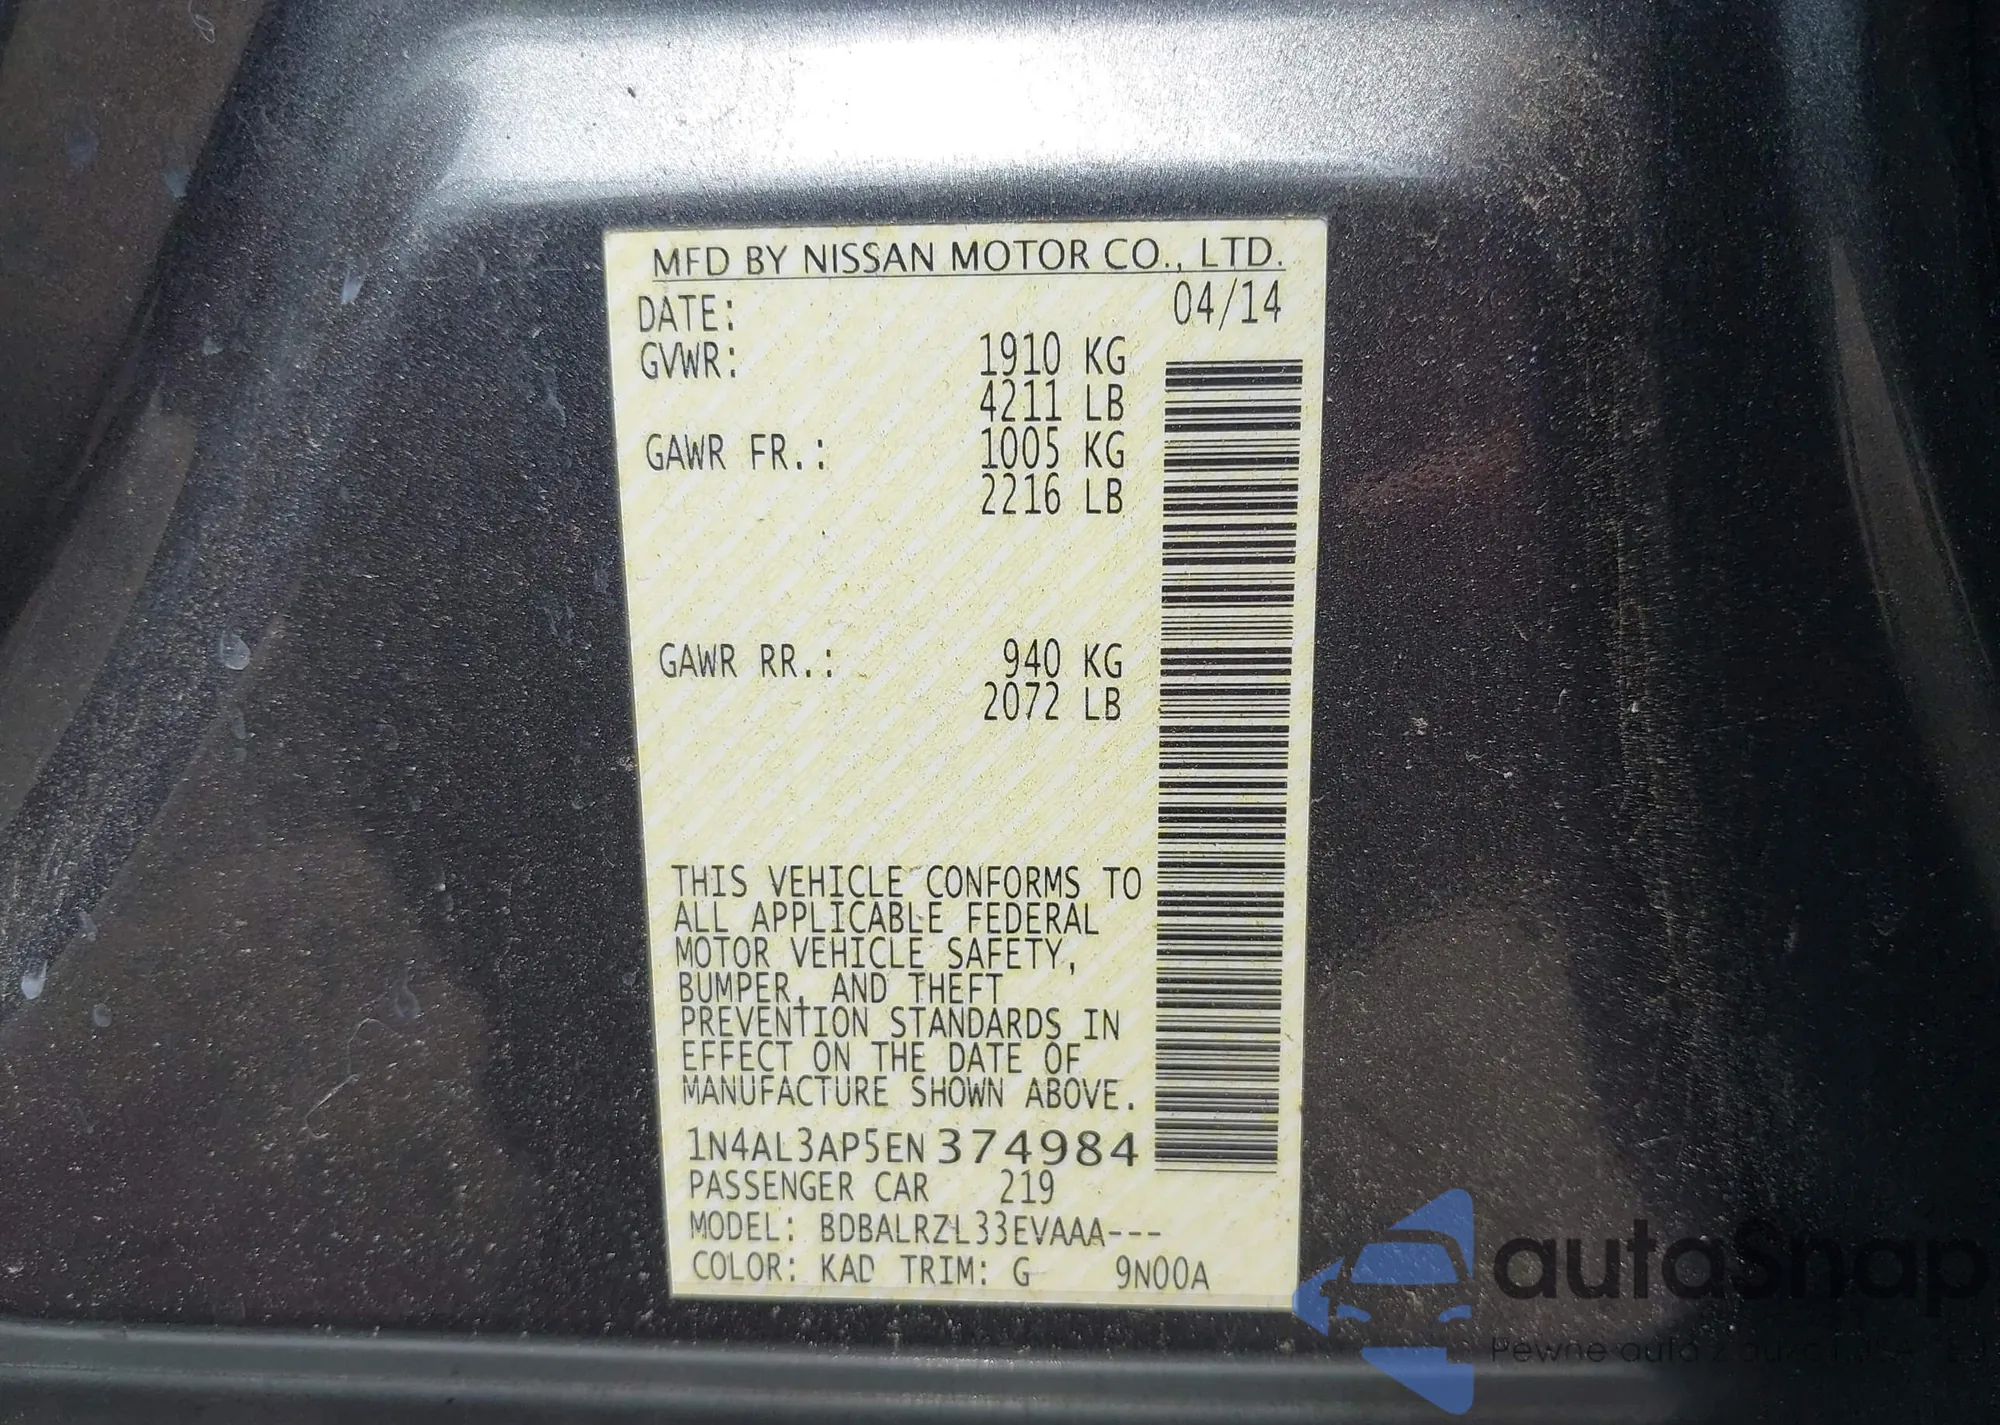 MFD BY NISSAN MOTOR CO., LTD.
DATE: 04/14
GVWR: 1910 KG
4211 LB
GAWR FR.: 1005 KG
2216 LB
GAWR RR.: 940 KG
2072 LB
THIS VEHICLE CONFORMS TO
ALL APPLICABLE FEDERAL
MOTOR VEHICLE SAFETY,
BUMPER, AND THEFT
PREVENTION STANDARDS IN
EFFECT ON THE DATE OF
MANUFACTURE SHOWN ABOVE.
1N4AL3AP5EN374984
PASSENGER CAR 219
MODEL: BDBALRZL33EVAAA---
COLOR: KAD TRIM: G 9N00A
autaSnap
Pewne auta z